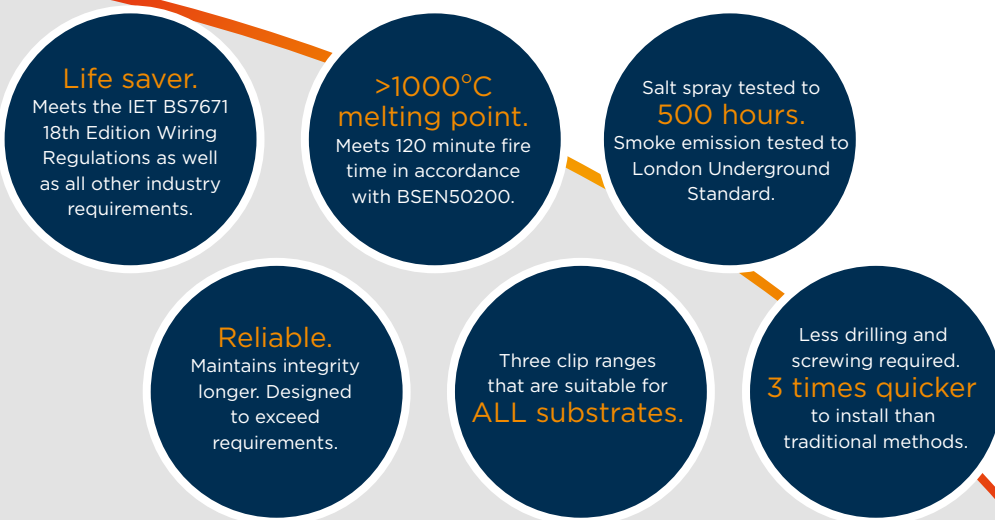 Life saver.
Meets the IET BS7671
18th Edition Wiring
Regulations as well
as all other industry
requirements.
>1000°C
melting point.
Meets 120 minute fire
time in accordance
with BSEN50200.
Salt spray tested to
500 hours.
Smoke emission tested to
London Underground
Standard.
Reliable.
Maintains integrity
longer. Designed
to exceed
requirements.
Three clip ranges
that are suitable for
ALL substrates.
Less drilling and
screwing required.
3 times quicker
to install than
traditional methods.